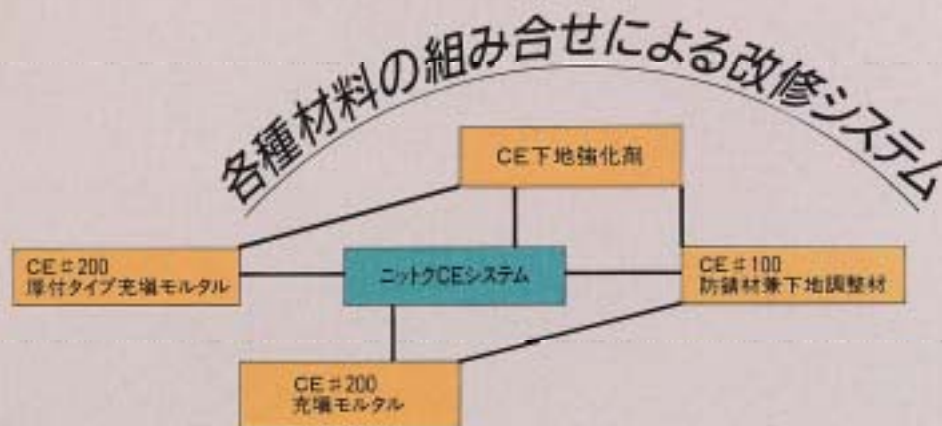 各種材料の組み合せによる改修システム
CE下地強化剤
CE#200
厚付タイプ充填モルタル
ニットクCEシステム
CE#100
防錆材兼下地調整材
CE#200
充填モルタル